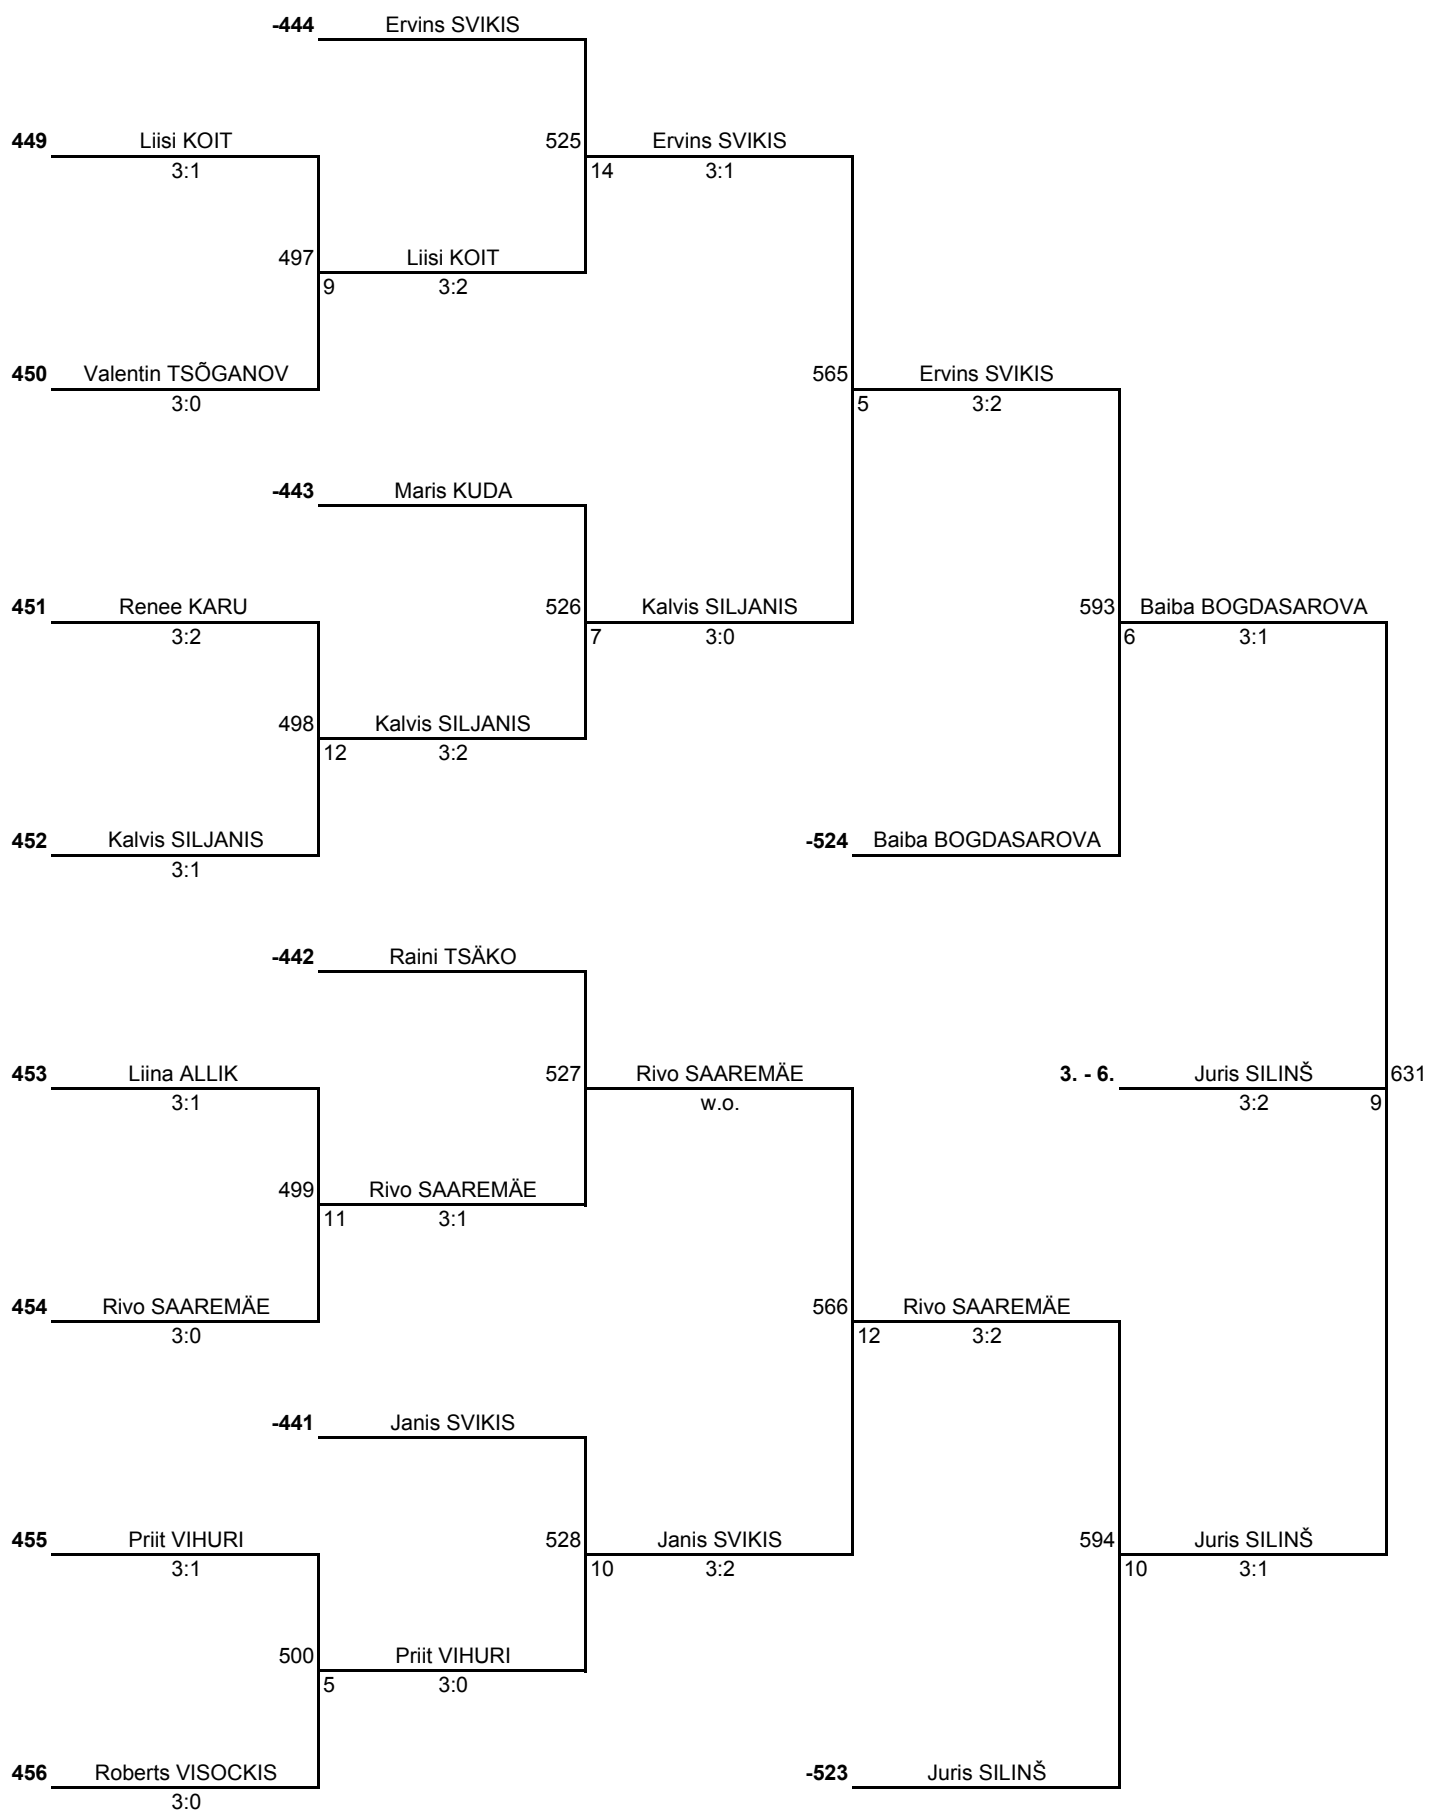 -444 Ervins SVIKIS
449 Liisi KOIT 525 Ervins SVIKIS
3:1 14 3:1
497 Liisi KOIT
9 3:2
450 Valentin TSÕGANOV 565 Ervins SVIKIS
3:0 5 3:2
-443 Maris KUDA
451 Renee KARU 526 Kalvis SILJANIS 593 Baiba BOGDASAROVA
3:2 7 3:0 6 3:1
498 Kalvis SILJANIS
12 3:2
452 Kalvis SILJANIS -524 Baiba BOGDASAROVA
3:1
-442 Raini TSÄKO
453 Liina ALLIK 527 Rivo SAAREMÄE 3. - 6. Juris SILINŠ 631
3:1 w.o. 3:2 9
499 Rivo SAAREMÄE
11 3:1
454 Rivo SAAREMÄE 566 Rivo SAAREMÄE
3:0 12 3:2
-441 Janis SVIKIS
455 Priit VIHURI 528 Janis SVIKIS 594 Juris SILINŠ
3:1 10 3:2 10 3:1
500 Priit VIHURI
5 3:0
456 Roberts VISOCKIS -523 Juris SILINŠ
3:0